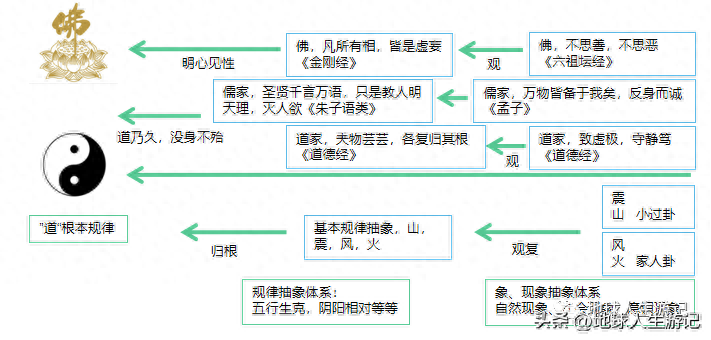 佛
佛,凡所有相,皆是虚妄
《金刚经》
佛,不思善,不思恶
《六祖坛经》
明心见性
观
儒家,圣贤千言万语,只是教人明
天理,灭人欲《朱子语类》
儒家,万物皆备于我矣,反身而诚
《孟子》
道乃久,没身不殆
道家,夫物芸芸,各复归其根
《道德经》
道家,致虚极,守静笃
《道德经》
观
震
山 小过卦
"道"根本规律
基本规律抽象,山,
震,风,火
归根
观复
风
火 家人卦
规律抽象体系:
五行生克,阴阳相对等等
象、现象抽象体系
自然现象、
头条 @地球人生游记